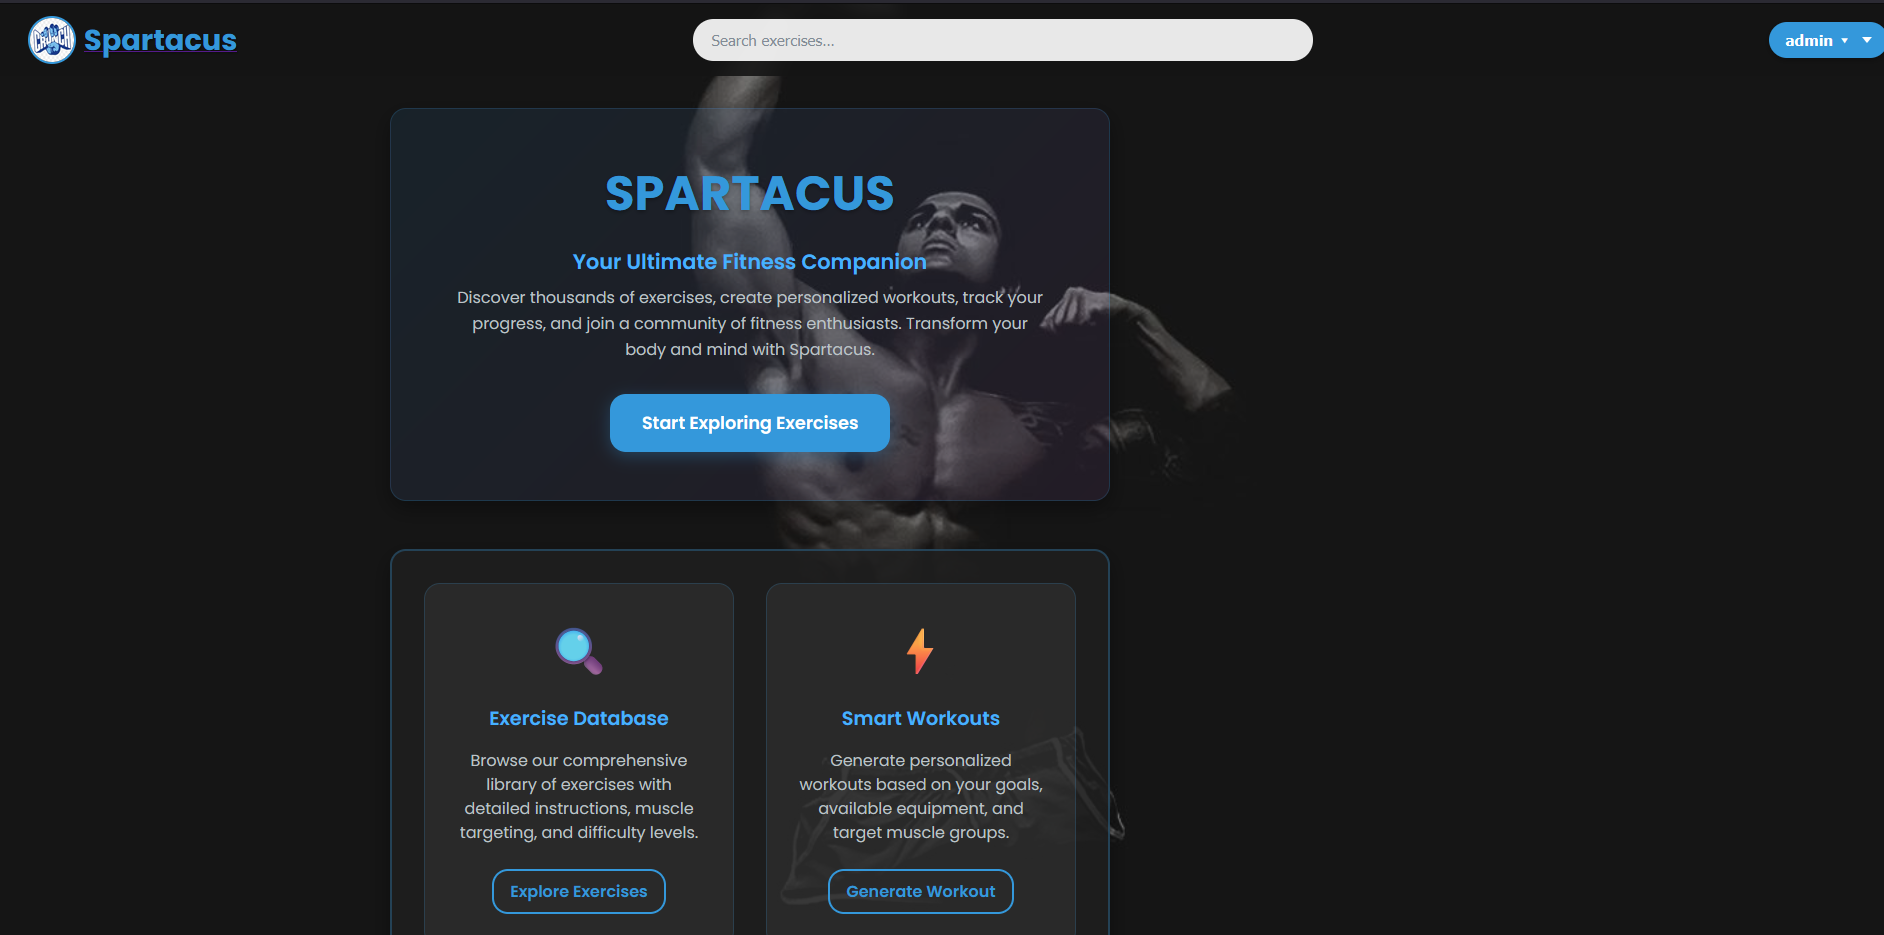 CRUNCH
Spartacus
Search exercises...
admin
SPARTACUS
Your Ultimate Fitness Companion
Discover thousands of exercises, create personalized workouts, track your
progress, and join a community of fitness enthusiasts. Transform your
body and mind with Spartacus.
Start Exploring Exercises
Exercise Database
Browse our comprehensive
library of exercises with
detailed instructions, muscle
targeting, and difficulty levels.
Explore Exercises
Smart Workouts
Generate personalized
workouts based on your goals,
available equipment, and
target muscle groups.
Generate Workout